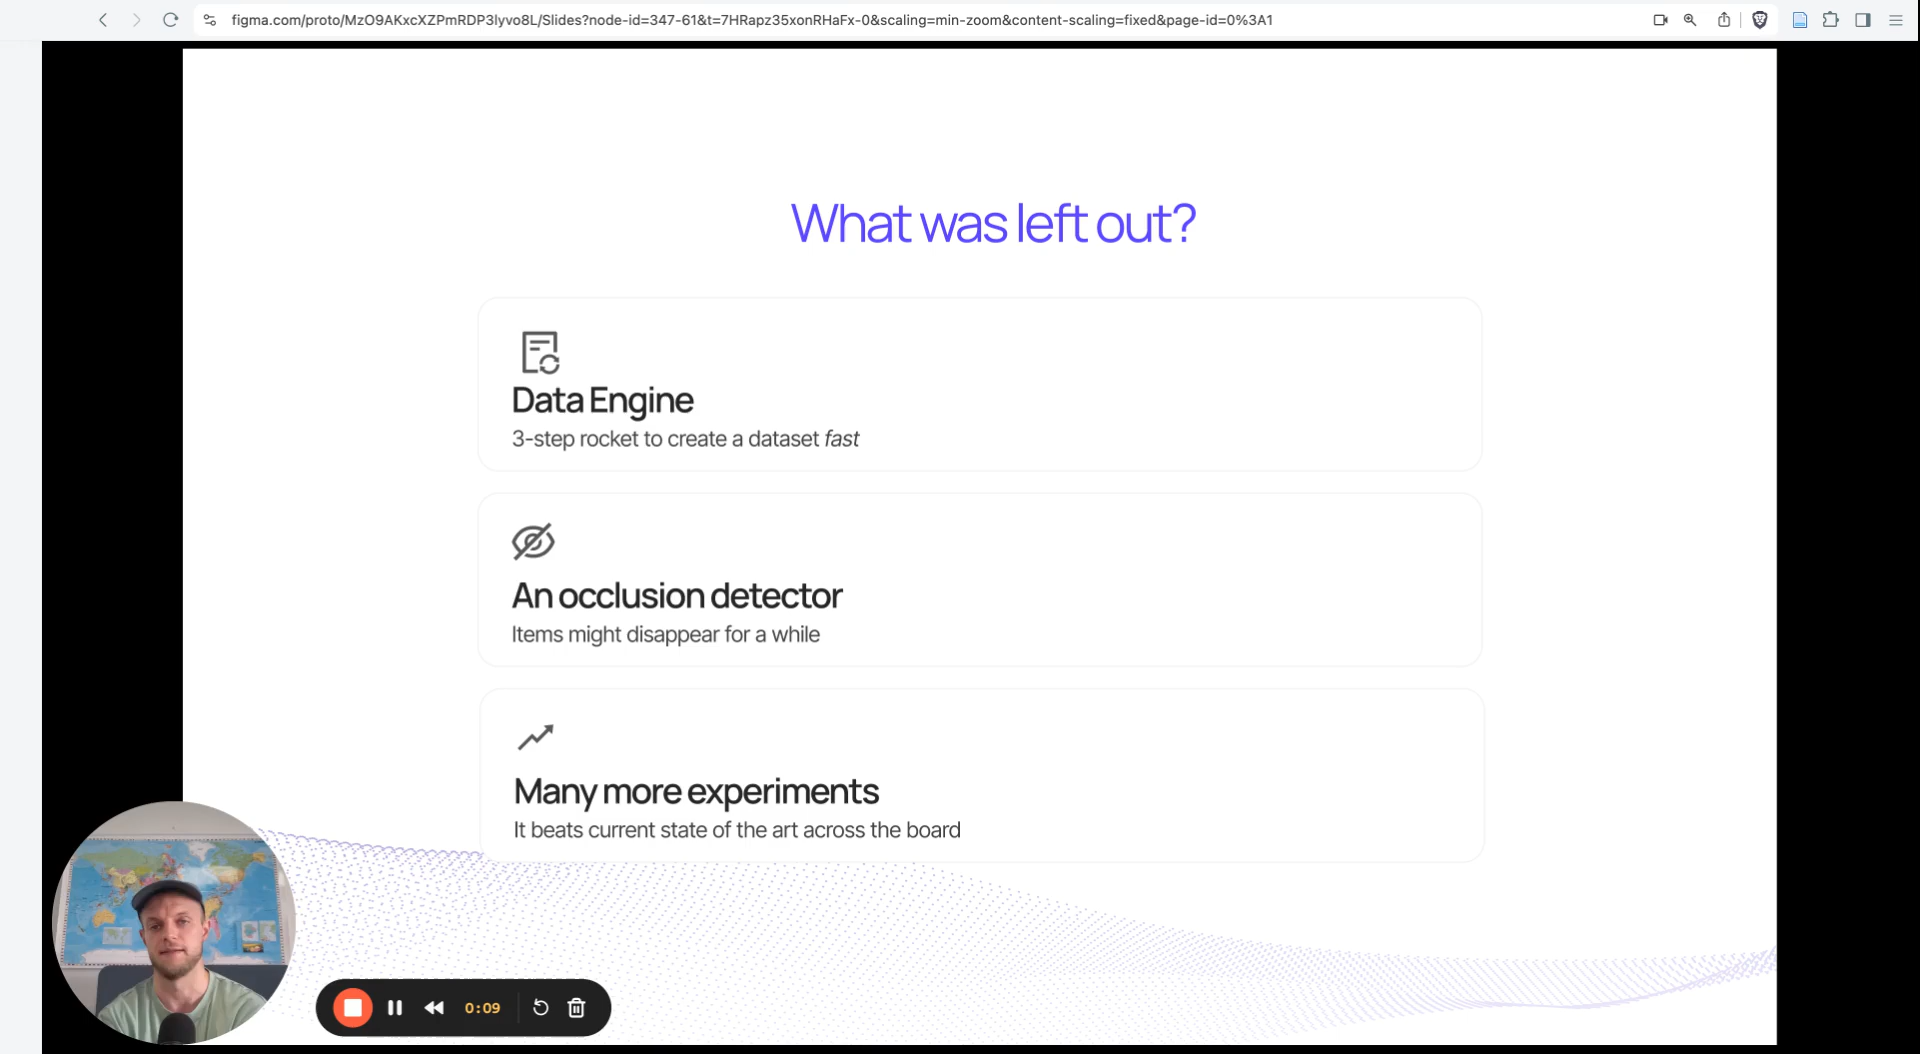 figma.com/proto/MzO9AKxcXZPmRDP3lyvo8L/Slides?node-id=347-61&t=7HRapz35xonRHaFx-0&scaling=min-zoom&content-scaling=fixed&page-id=0%3A1
What was left out?
Data Engine
3-step rocket to create a dataset fast
An occlusion detector
Items might disappear for a while
Many more experiments
It beats current state of the art across the board
0:09